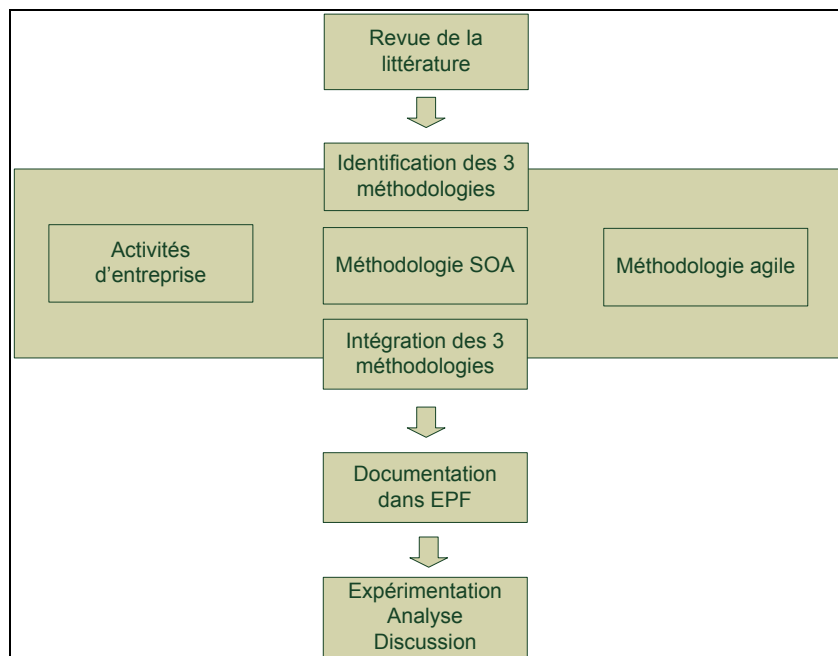 Revue de la
littérature
Identification des 3
méthodologies
Activités
d'entreprise
Méthodologie SOA
Méthodologie agile
Intégration des 3
méthodologies
Documentation
dans EPF
Expérimentation
Analyse
Discussion